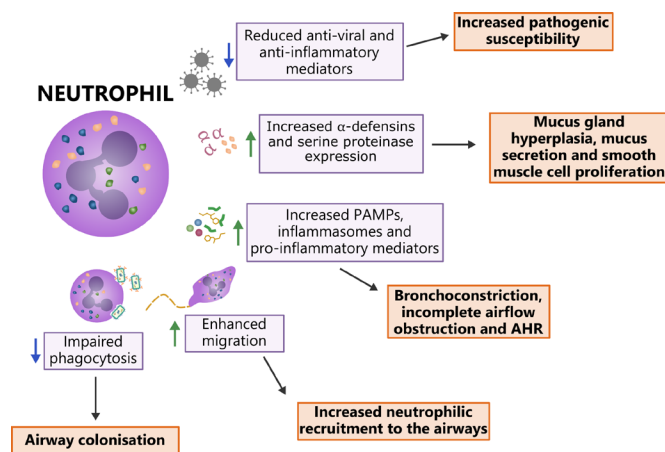 Reduced anti-viral and
anti-inflammatory
mediators
Increased pathogenic
susceptibility
NEUTROPHIL
Increased α-defensins
and serine proteinase
expression
Mucus gland
hyperplasia, mucus
secretion and smooth
muscle cell proliferation
Increased PAMPs,
inflammasomes and
pro-inflammatory mediators
Bronchoconstriction,
incomplete airflow
obstruction and AHR
Impaired
phagocytosis
Enhanced
migration
Airway colonisation
Increased neutrophilic
recruitment to the airways